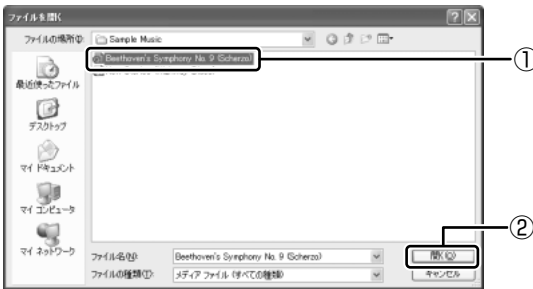 ファイルを開く
ファイルの場所(I):
Sample Music
Beethoven's Symphony No. 9 (Scherzo)
①
最近使ったファイル
デスクトップ
マイ ドキュメント
マイ コンピュータ
マイ ネットワーク
②
ファイル名(N):
Beethoven's Symphony No. 9 (Scherzo)
開く(O)
ファイルの種類(T):
メディア ファイル (すべての種類)
キャンセル